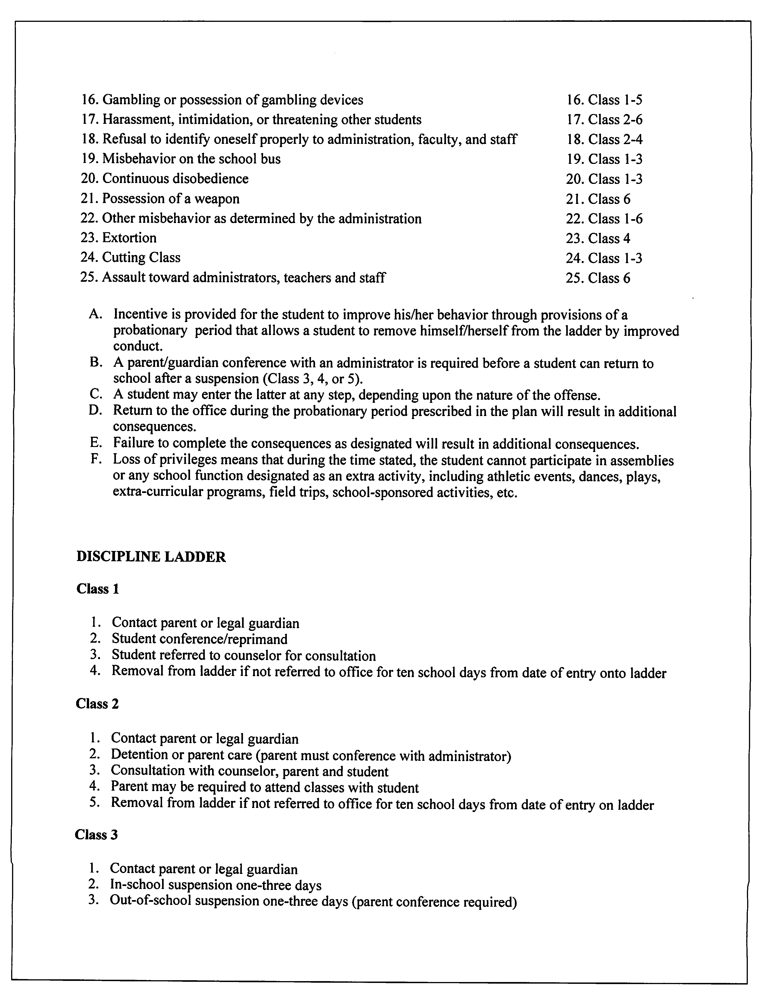 16. Gambling or possession of gambling devices 16. Class 1-5
17. Harassment, intimidation, or threatening other students 17. Class 2-6
18. Refusal to identify oneself properly to administration, faculty, and staff 18. Class 2-4
19. Misbehavior on the school bus 19. Class 1-3
20. Continuous disobedience 20. Class 1-3
21. Possession of a weapon 21. Class 6
22. Other misbehavior as determined by the administration 22. Class 1-6
23. Extortion 23. Class 4
24. Cutting Class 24. Class 1-3
25. Assault toward administrators, teachers and staff 25. Class 6
A. Incentive is provided for the student to improve his/her behavior through provisions of a
probationary period that allows a student to remove himself/herself from the ladder by improved
conduct.
B. A parent/guardian conference with an administrator is required before a student can return to
school after a suspension (Class 3, 4, or 5).
C. A student may enter the latter at any step, depending upon the nature of the offense.
D. Return to the office during the probationary period prescribed in the plan will result in additional
consequences.
E. Failure to complete the consequences as designated will result in additional consequences.
F. Loss of privileges means that during the time stated, the student cannot participate in assemblies
or any school function designated as an extra activity, including athletic events, dances, plays,
extra-curricular programs, field trips, school-sponsored activities, etc.
DISCIPLINE LADDER
Class 1
1. Contact parent or legal guardian
2. Student conference/reprimand
3. Student referred to counselor for consultation
4. Removal from ladder if not referred to office for ten school days from date of entry onto ladder
Class 2
1. Contact parent or legal guardian
2. Detention or parent care (parent must conference with administrator)
3. Consultation with counselor, parent and student
4. Parent may be required to attend classes with student
5. Removal from ladder if not referred to office for ten school days from date of entry on ladder
Class 3
1. Contact parent or legal guardian
2. In-school suspension one-three days
3. Out-of-school suspension one-three days (parent conference required)